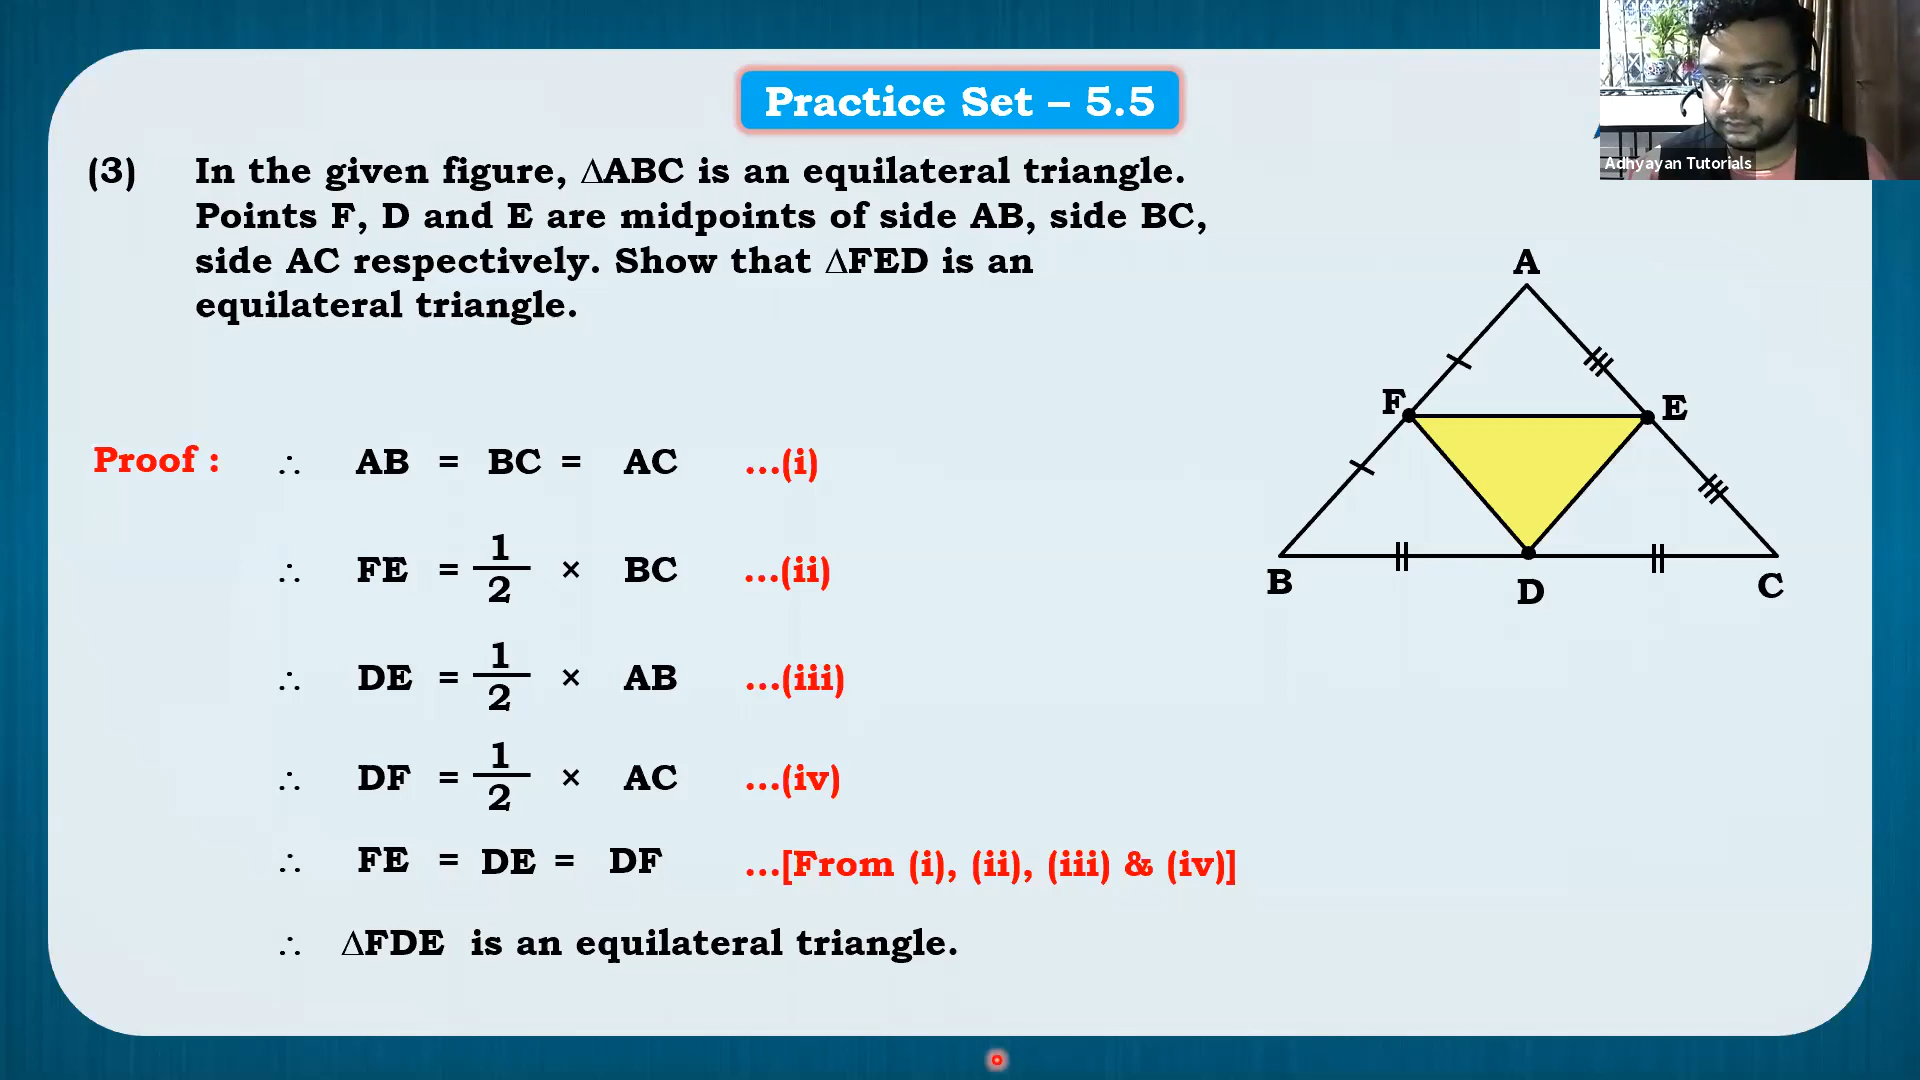 Practice Set – 5.5
Adhyayan Tutorials
(3) In the given figure, ∆ABC is an equilateral triangle.
Points F, D and E are midpoints of side AB, side BC,
side AC respectively. Show that ∆FED is an
equilateral triangle.
A
F
E
B
D
C
Proof : ∴ AB = BC = AC ...(i)
∴ FE = 1/2 × BC ...(ii)
∴ DE = 1/2 × AB ...(iii)
∴ DF = 1/2 × AC ...(iv)
∴ FE = DE = DF ...[From (i), (ii), (iii) & (iv)]
∴ ∆FDE is an equilateral triangle.